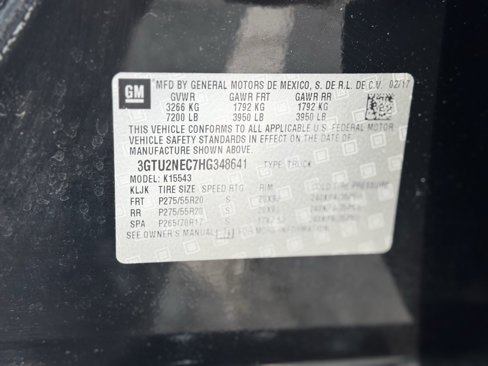 GM
MFD BY GENERAL MOTORS DE MEXICO, S. DE R.L. DE C.V. 02/17
GVWR GAWR FRT GAWR RR
3266 KG 1792 KG 1792 KG
7200 LB 3950 LB 3950 LB
THIS VEHICLE CONFORMS TO ALL APPLICABLE U.S. FEDERAL MOTOR
VEHICLE SAFETY STANDARDS IN EFFECT ON THE DATE OF
MANUFACTURE SHOWN ABOVE.
3GTU2NEC7HG348641 TYPE: TRUCK
MODEL: K15543
KLJK TIRE SIZE SPEED RTG RIM
FRT P275/55R20 S
RR P275/55R20 S
SPA P265/70R17 S
SEE OWNER'S MANUAL FOR MORE INFORMATION